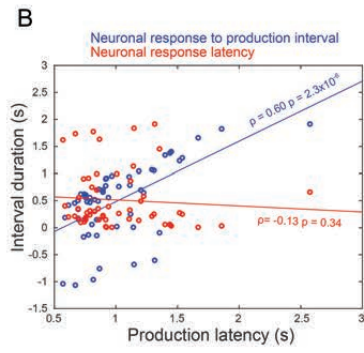 B
Neuronal response to production interval
Neuronal response latency
Interval duration (s)
3
2.5
2
1.5
1
0.5
0
-0.5
-1
-1.5
ρ = 0.60 p = 2.3x10⁻⁶
ρ= -0.13 p = 0.34
0.5 1 1.5 2 2.5 3
Production latency (s)